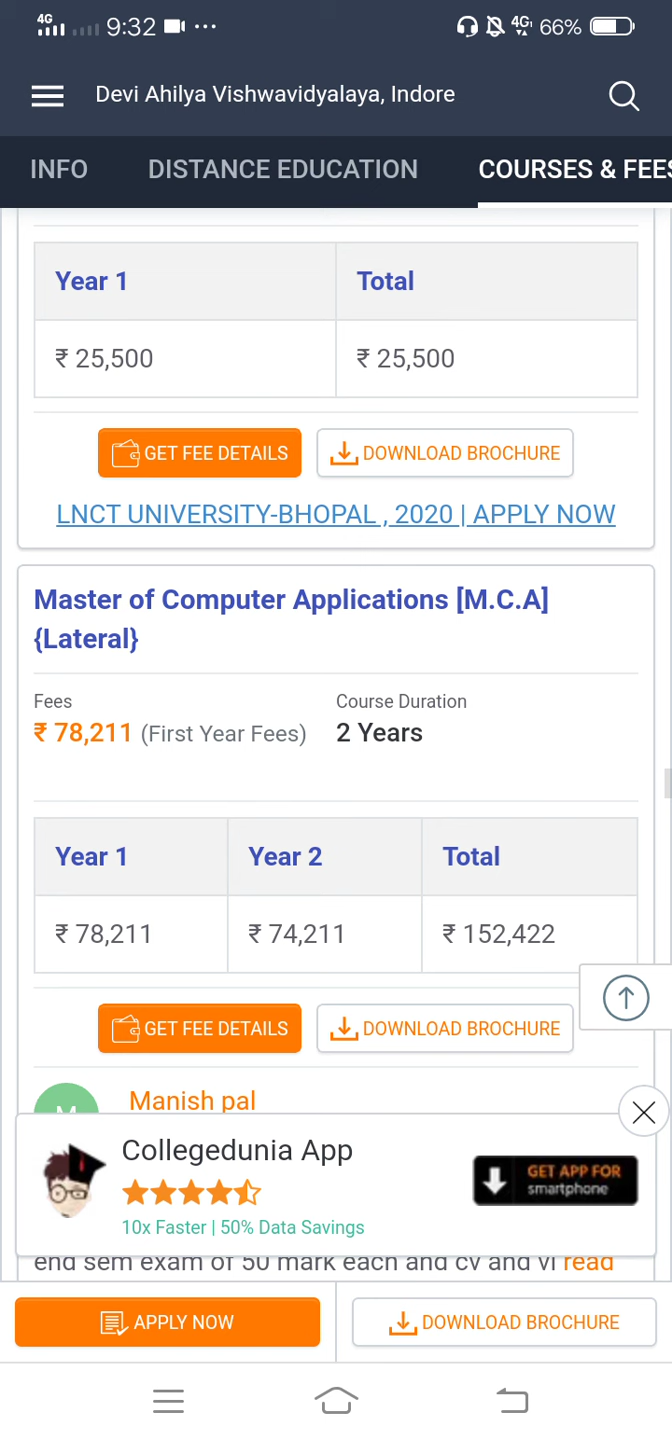 4G 9:32 ... 4G 66%
Devi Ahilya Vishwavidyalaya, Indore
INFO DISTANCE EDUCATION COURSES & FEES
Year 1 Total
₹ 25,500 ₹ 25,500
GET FEE DETAILS DOWNLOAD BROCHURE
LNCT UNIVERSITY-BHOPAL , 2020 | APPLY NOW
Master of Computer Applications [M.C.A]
{Lateral}
Fees Course Duration
₹ 78,211 (First Year Fees) 2 Years
Year 1 Year 2 Total
₹ 78,211 ₹ 74,211 ₹ 152,422
GET FEE DETAILS DOWNLOAD BROCHURE
M Manish pal
Collegedunia App
GET APP FOR
smartphone
10x Faster | 50% Data Savings
end sem exam of 50 mark each and cv and vi read
APPLY NOW DOWNLOAD BROCHURE